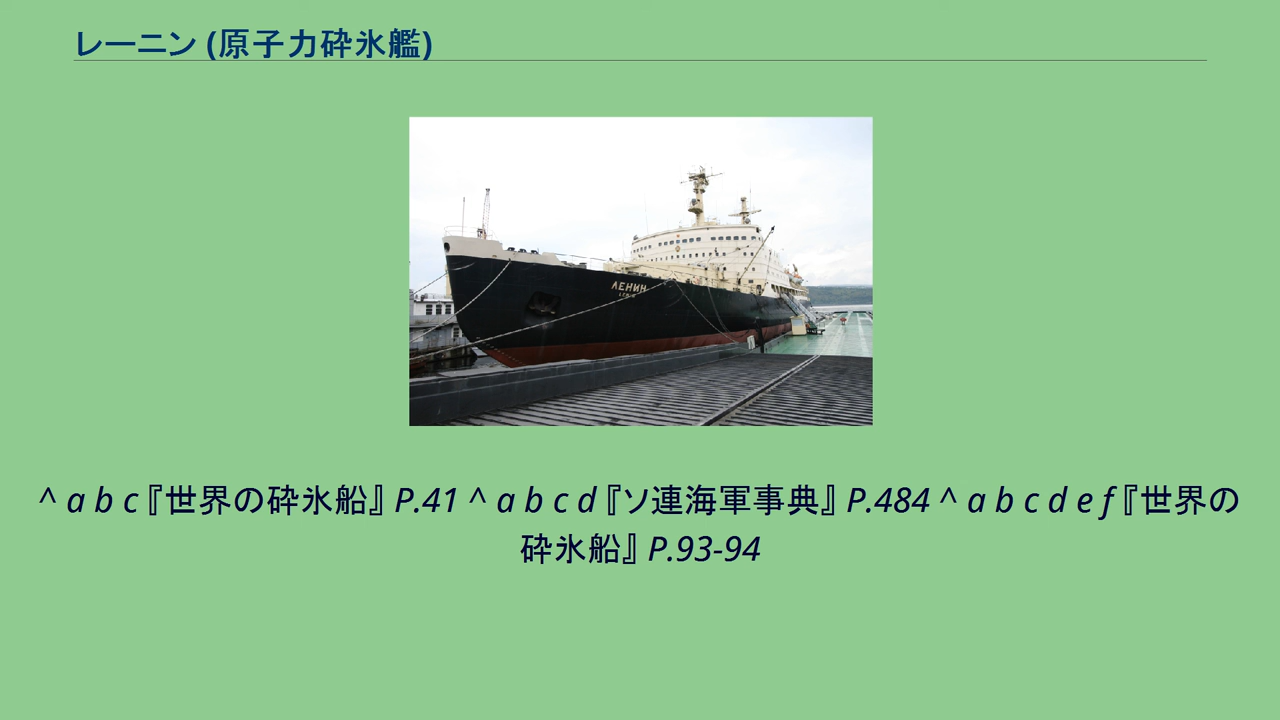 レーニン (原子力砕氷艦)
ЛЕНИН
^ a b c『世界の砕氷船』P.41 ^ a b c d『ソ連海軍事典』P.484 ^ a b c d e f『世界の
砕氷船』P.93-94